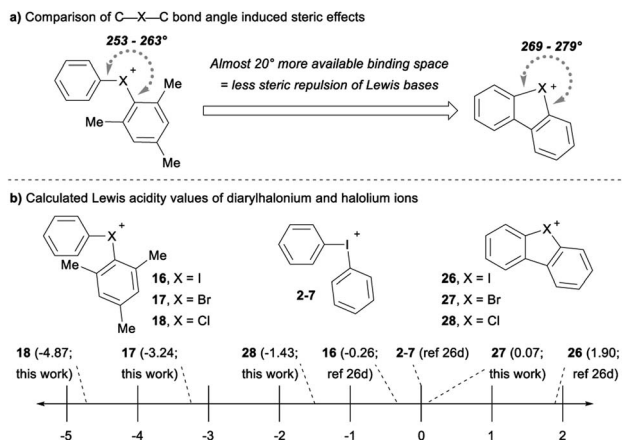 a) Comparison of C—X—C bond angle induced steric effects
253 - 263°
X+
Me
Me
Me
Almost 20° more available binding space
= less steric repulsion of Lewis bases
269 - 279°
X+
b) Calculated Lewis acidity values of diarylhalonium and halolium ions
X+
Me
Me
Me
16, X = I
17, X = Br
18, X = Cl
I+
2-7
X+
26, X = I
27, X = Br
28, X = Cl
18 (-4.87; this work)
17 (-3.24; this work)
28 (-1.43; this work)
16 (-0.26; ref 26d)
2-7 (ref 26d)
27 (0.07; this work)
26 (1.90; ref 26d)
-5 -4 -3 -2 -1 0 1 2